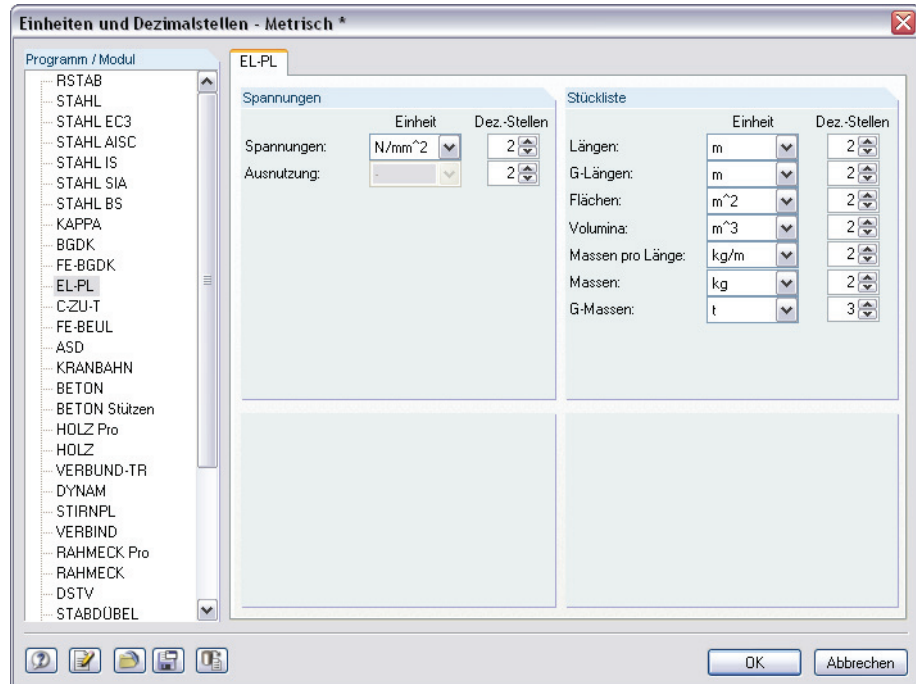 Einheiten und Dezimalstellen - Metrisch *
Programm / Modul
RSTAB
STAHL
STAHL EC3
STAHL AISC
STAHL IS
STAHL SIA
STAHL BS
KAPPA
BGDK
FE-BGDK
EL-PL
C-ZU-T
FE-BEUL
ASD
KRANBAHN
BETON
BETON Stützen
HOLZ Pro
HOLZ
VERBUND-TR
DYNAM
STIRNPL
VERBIND
RAHMECK Pro
RAHMECK
DSTV
STABDÜBEL
EL-PL
Spannungen
Einheit Dez.-Stellen
Spannungen: N/mm^2 2
Ausnutzung: - 2
Stückliste
Einheit Dez.-Stellen
Längen: m 2
G-Längen: m 2
Flächen: m^2 2
Volumina: m^3 2
Massen pro Länge: kg/m 2
Massen: kg 2
G-Massen: t 3
OK Abbrechen